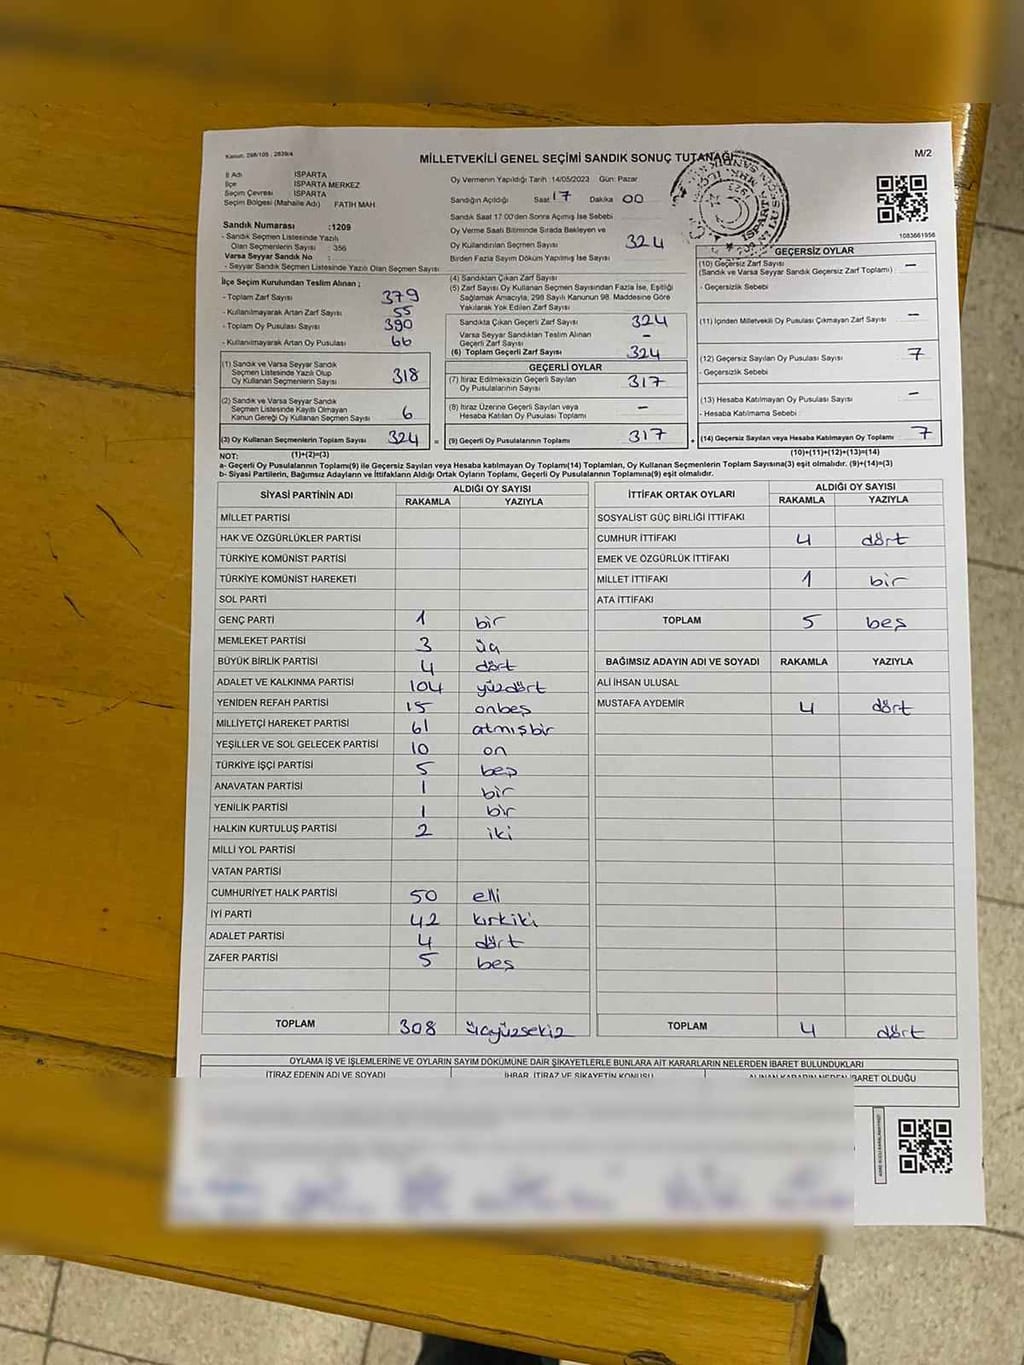 Kanun: 298/105 ; 2839/4
MİLLETVEKİLİ GENEL SEÇİMİ SANDIK SONUÇ TUTANAĞI
M/2
İl Adı ISPARTA
İlçe ISPARTA MERKEZ
Seçim Çevresi ISPARTA
Seçim Bölgesi (Mahalle Adı) FATİH MAH.
Sandık Numarası :1209
- Sandık Seçmen Listesinde Yazılı
Olan Seçmenlerin Sayısı : 356
Varsa Seyyar Sandık No :
- Seyyar Sandık Seçmen Listesinde Yazılı Olan Seçmen Sayısı
İlçe Seçim Kurulundan Teslim Alınan ;
- Toplam Zarf Sayısı 379
- Kullanılmayarak Artan Zarf Sayısı 55
- Toplam Oy Pusulası Sayısı 390
- Kullanılmayarak Artan Oy Pusulası 66
(1) Sandık ve Varsa Seyyar Sandık
Seçmen Listesinde Yazılı Olup
Oy Kullanan Seçmenlerin Sayısı 318
(2) Sandık ve Varsa Seyyar Sandık
Seçmen Listesinde Kayıtlı Olmayan
Kanun Gereği Oy Kullanan Seçmen Sayısı 6
(3) Oy Kullanan Seçmenlerin Toplam Sayısı 324 =
Oy Vermenin Yapıldığı Tarih :14/05/2023 Gün: Pazar
Sandığın Açıldığı Saat 17 Dakika 00
Sandık Saat 17:00'den Sonra Açılmış İse Sebebi
Oy Verme Saati Bitiminde Sırada Bekleyen ve
Oy Kullandırılan Seçmen Sayısı 324
Birden Fazla Sayım Döküm Yapılmış İse Sayısı
(4) Sandıktan Çıkan Zarf Sayısı
(5) Zarf Sayısı Oy Kullanan Seçmen Sayısından Fazla İse, Eşitliği
Sağlamak Amacıyla, 298 Sayılı Kanunun 98. Maddesine Göre
Yakılarak Yok Edilen Zarf Sayısı
Sandıkta Çıkan Geçerli Zarf Sayısı 324
Varsa Seyyar Sandıktan Teslim Alınan
Geçerli Zarf Sayısı -
(6) Toplam Geçerli Zarf Sayısı 324
GEÇERLİ OYLAR
(7) İtiraz Edilmeksizin Geçerli Sayılan
Oy Pusulalarının Sayısı 317
(8) İtiraz Üzerine Geçerli Sayılan veya
Hesaba Katılan Oy Pusulası Toplamı -
(9) Geçerli Oy Pusulalarının Toplamı 317 +
1083661956
GEÇERSİZ OYLAR
(10) Geçersiz Zarf Sayısı -
(Sandık ve Varsa Seyyar Sandık Geçersiz Zarf Toplamı)
- Geçersizlik Sebebi
(11) İçinden Milletvekili Oy Pusulası Çıkmayan Zarf Sayısı -
(12) Geçersiz Sayılan Oy Pusulası Sayısı 7
- Geçersizlik Sebebi
(13) Hesaba Katılmayan Oy Pusulası Sayısı -
- Hesaba Katılmama Sebebi
(14) Geçersiz Sayılan veya Hesaba Katılmayan Oy Toplamı 7
NOT: (1)+(2)=(3) (10)+(11)+(12)+(13)=(14)
a- Geçerli Oy Pusulalarının Toplamı(9) ile Geçersiz Sayılan veya Hesaba katılmayan Oy Toplamı(14) Toplamları, Oy Kullanan Seçmenlerin Toplam Sayısına(3) eşit olmalıdır. (9)+(14)=(3)
b- Siyasi Partilerin, Bağımsız Adayların ve İttifakların Aldığı Ortak Oyların Toplamı, Geçerli Oy Pusulalarının Toplamına(9) eşit olmalıdır.
SİYASİ PARTİNİN ADI ALDIĞI OY SAYISI
RAKAMLA YAZIYLA
MİLLET PARTİSİ
HAK VE ÖZGÜRLÜKLER PARTİSİ
TÜRKİYE KOMÜNİST PARTİSİ
TÜRKİYE KOMÜNİST HAREKETİ
SOL PARTİ
GENÇ PARTİ 1 bir
MEMLEKET PARTİSİ 3 üç
BÜYÜK BİRLİK PARTİSİ 4 dört
ADALET VE KALKINMA PARTİSİ 104 yüzdört
YENİDEN REFAH PARTİSİ 15 onbeş
MİLLİYETÇİ HAREKET PARTİSİ 61 atmışbir
YEŞİLLER VE SOL GELECEK PARTİSİ 10 on
TÜRKİYE İŞÇİ PARTİSİ 5 beş
ANAVATAN PARTİSİ 1 bir
YENİLİK PARTİSİ 1 bir
HALKIN KURTULUŞ PARTİSİ 2 iki
MİLLİ YOL PARTİSİ
VATAN PARTİSİ
CUMHURİYET HALK PARTİSİ 50 elli
İYİ PARTİ 42 kırkiki
ADALET PARTİSİ 4 dört
ZAFER PARTİSİ 5 beş
TOPLAM 308 üçyüzsekiz
İTTİFAK ORTAK OYLARI ALDIĞI OY SAYISI
RAKAMLA YAZIYLA
SOSYALİST GÜÇ BİRLİĞİ İTTİFAKI
CUMHUR İTTİFAKI 4 dört
EMEK VE ÖZGÜRLÜK İTTİFAKI
MİLLET İTTİFAKI 1 bir
ATA İTTİFAKI
TOPLAM 5 beş
BAĞIMSIZ ADAYIN ADI VE SOYADI RAKAMLA YAZIYLA
ALİ İHSAN ULUSAL
MUSTAFA AYDEMİR 4 dört
TOPLAM 4 dört
OYLAMA İŞ VE İŞLEMLERİNE VE OYLARIN SAYIM DÖKÜMÜNE DAİR ŞİKAYETLERLE BUNLARA AİT KARARLARIN NELERDEN İBARET BULUNDUKLARI
İTİRAZ EDENİN ADI VE SOYADI İHBAR, İTİRAZ VE ŞİKAYETİN KONUSU ALINAN KARARIN NEDEN İBARET OLDUĞU